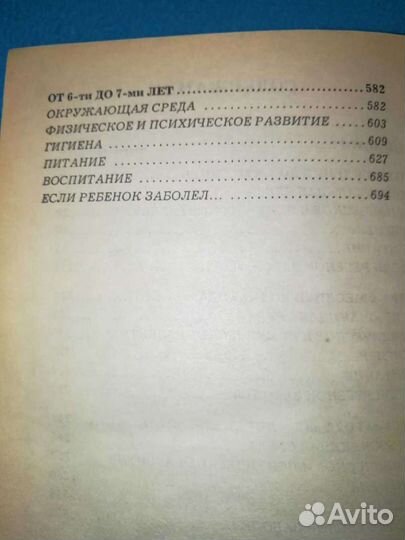 ОТ 6-ти ДО 7-ми ЛЕТ 582
ОКРУЖАЮЩАЯ СРЕДА 582
ФИЗИЧЕСКОЕ И ПСИХИЧЕСКОЕ РАЗВИТИЕ 603
ГИГИЕНА 609
ПИТАНИЕ 627
ВОСПИТАНИЕ 685
ЕСЛИ РЕБЕНОК ЗАБОЛЕЛ... 694
Avito